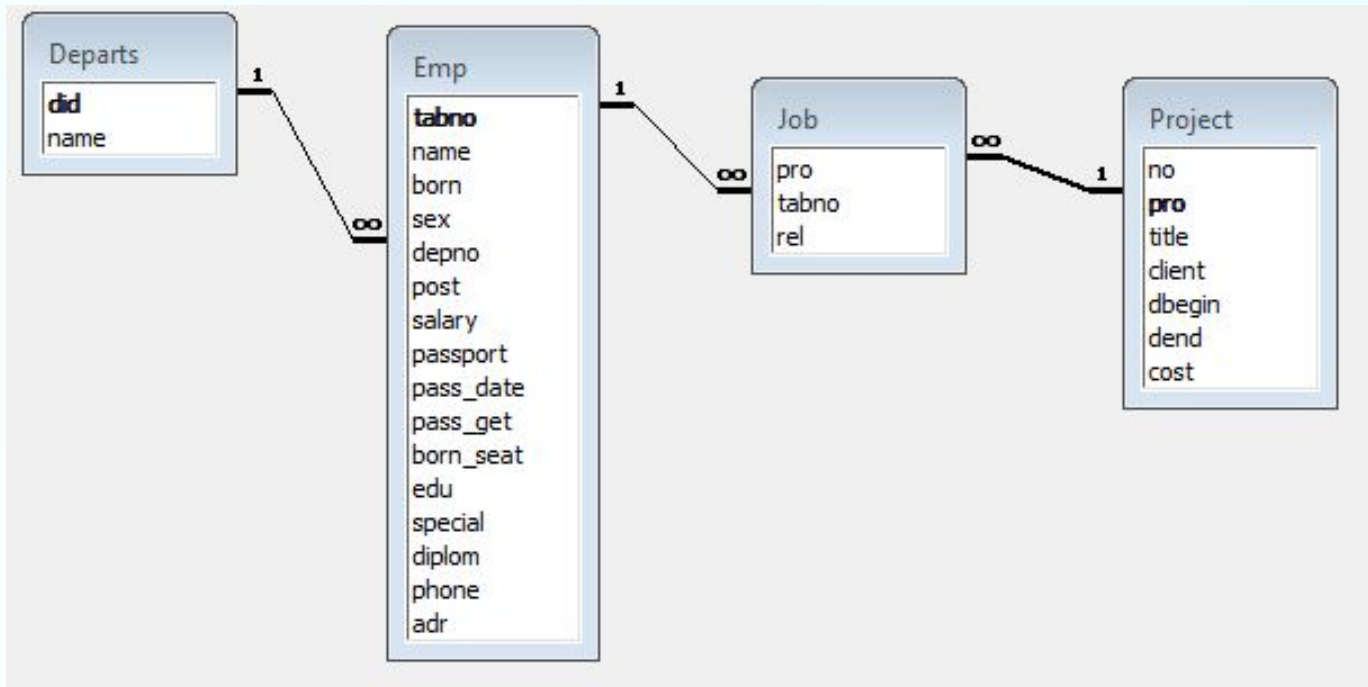 Departs
did
name
1
∞
Emp
tabno
name
born
sex
depno
post
salary
passport
pass_date
pass_get
born_seat
edu
special
diplom
phone
adr
1
∞
Job
pro
tabno
rel
∞
1
Project
no
pro
title
client
dbegin
dend
cost